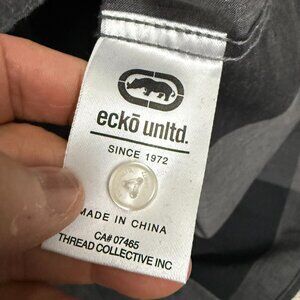 eckō unltd.
SINCE 1972
MADE IN CHINA
CA# 07465
THREAD COLLECTIVE INC